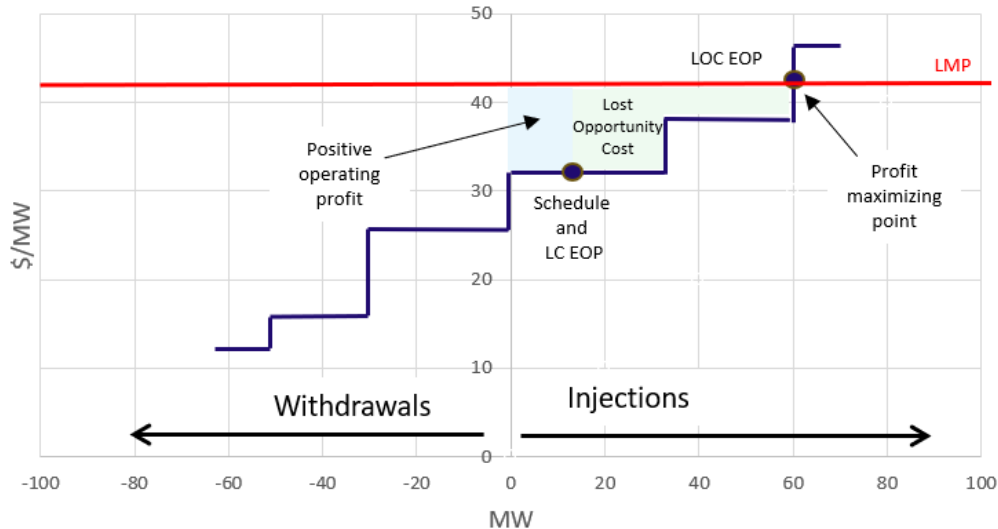 50
LOC EOP
LMP
40
Lost
Opportunity
Cost
Positive
operating
profit
Profit
maximizing
point
30
Schedule
and
LC EOP
$/MW
20
10
Withdrawals
Injections
0
-100 -80 -60 -40 -20 0 20 40 60 80 100
MW